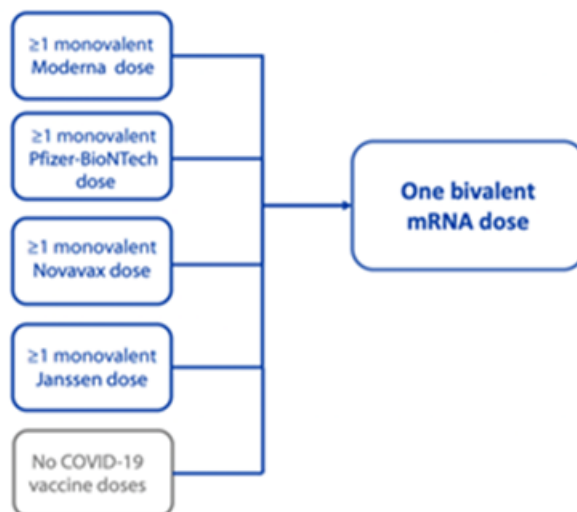 ≥1 monovalent
Moderna dose
≥1 monovalent
Pfizer-BioNTech
dose
≥1 monovalent
Novavax dose
≥1 monovalent
Janssen dose
No COVID-19
vaccine doses
One bivalent
mRNA dose